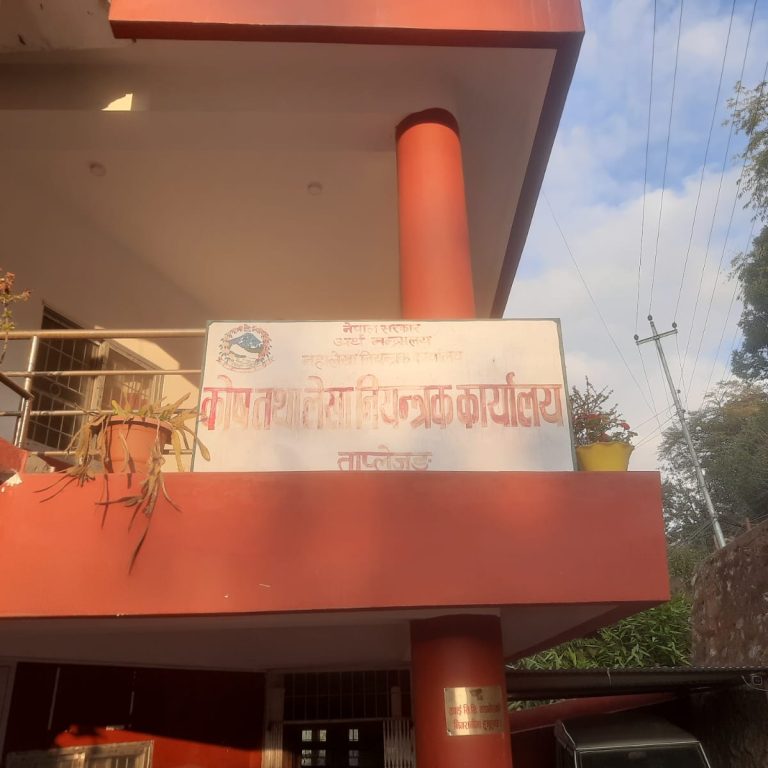 नेपाल सरकार
अर्थ मन्त्रालय
महालेखा नियन्त्रक कार्यालय
कोष तथा लेखा नियन्त्रक कार्यालय
ताप्लेजुङ